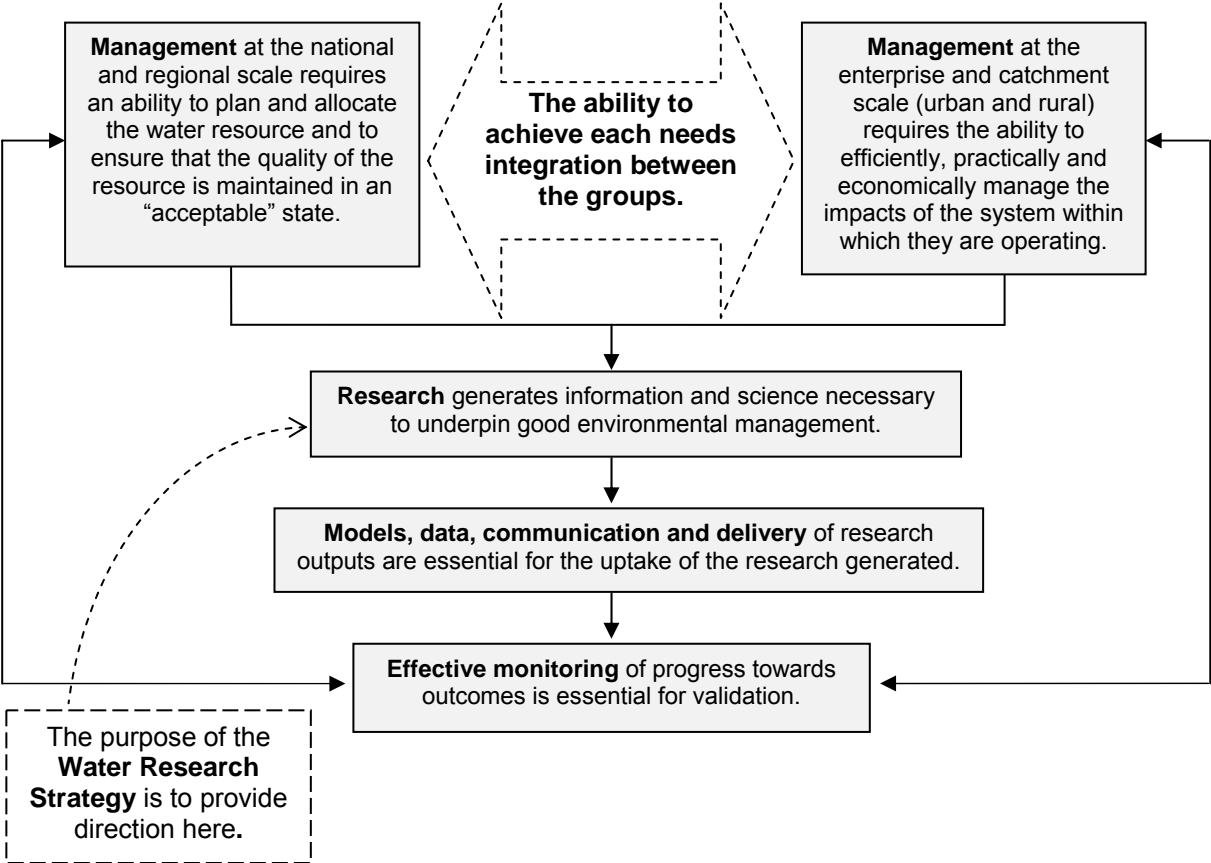 Management at the national
and regional scale requires
an ability to plan and allocate
the water resource and to
ensure that the quality of the
resource is maintained in an
“acceptable” state.
The ability to
achieve each needs
integration between
the groups.
Management at the
enterprise and catchment
scale (urban and rural)
requires the ability to
efficiently, practically and
economically manage the
impacts of the system within
which they are operating.
Research generates information and science necessary
to underpin good environmental management.
Models, data, communication and delivery of research
outputs are essential for the uptake of the research generated.
Effective monitoring of progress towards
outcomes is essential for validation.
The purpose of the
Water Research
Strategy is to provide
direction here.